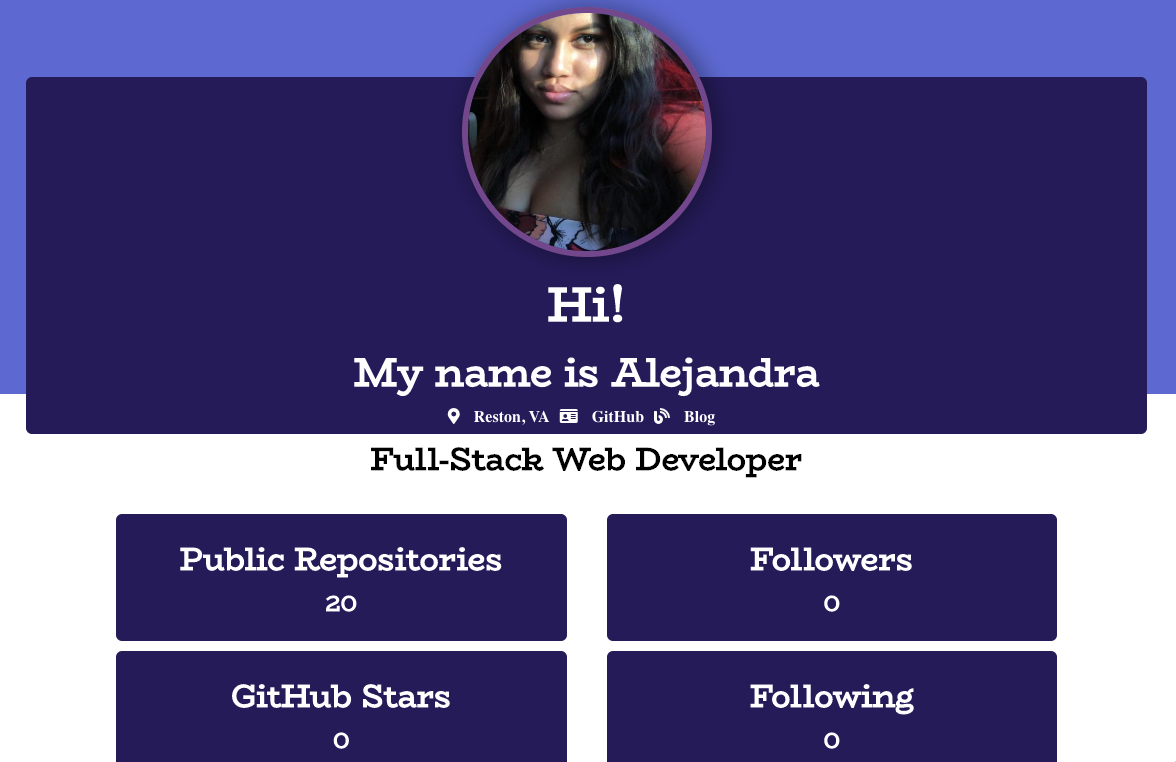 Hi!
My name is Alejandra
Reston, VA GitHub Blog
Full-Stack Web Developer
Public Repositories
20
Followers
0
GitHub Stars
0
Following
0